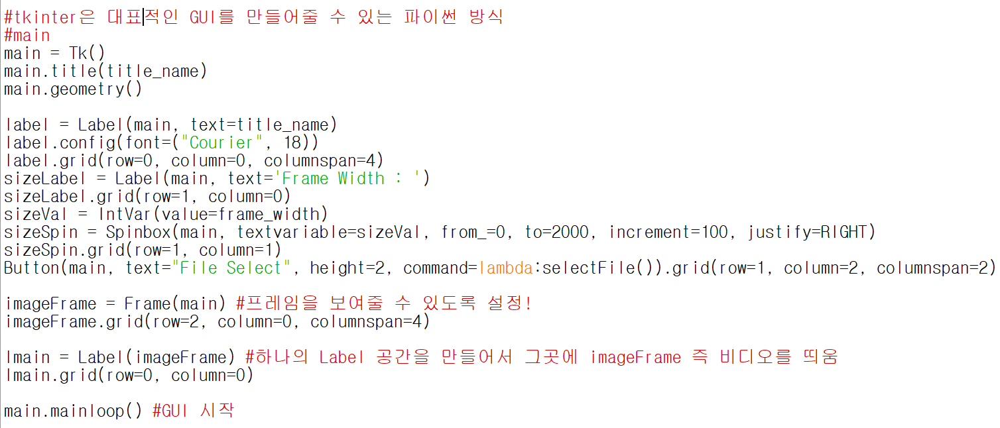 #tkinter은 대표적인 GUI를 만들어줄 수 있는 파이썬 방식
#main
main = Tk()
main.title(title_name)
main.geometry()
label = Label(main, text=title_name)
label.config(font=("Courier", 18))
label.grid(row=0, column=0, columnspan=4)
sizeLabel = Label(main, text='Frame Width : ')
sizeLabel.grid(row=1, column=0)
sizeVal = IntVar(value=frame_width)
sizeSpin = Spinbox(main, textvariable=sizeVal, from_=0, to=2000, increment=100, justify=RIGHT)
sizeSpin.grid(row=1, column=1)
Button(main, text="File Select", height=2, command=lambda:selectFile()).grid(row=1, column=2, columnspan=2)
imageFrame = Frame(main) #프레임을 보여줄 수 있도록 설정!
imageFrame.grid(row=2, column=0, columnspan=4)
lmain = Label(imageFrame) #하나의 Label 공간을 만들어서 그곳에 imageFrame 즉 비디오를 띄움
lmain.grid(row=0, column=0)
main.mainloop() #GUI 시작